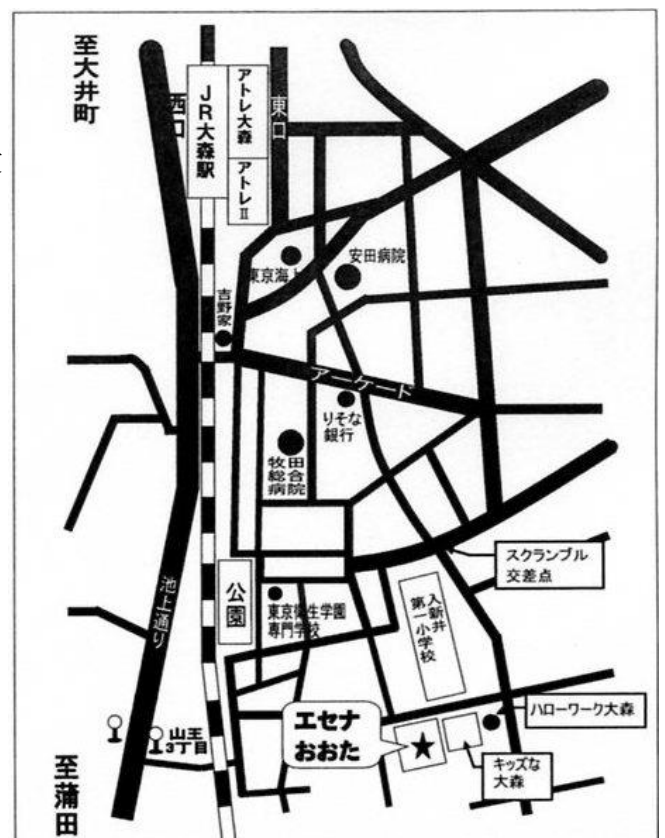 至大井町
西口
JR大森駅
アトレ大森
アトレⅡ
東口
東京海上
安田病院
吉野家
アーケード
りそな
銀行
牧田
総合
病院
スクランブル
交差点
池上通り
公園
東京衛生学園
専門学校
入新井
第一小学校
エセナ
おおた
ハローワーク大森
キッズな
大森
山王
3丁目
至蒲田